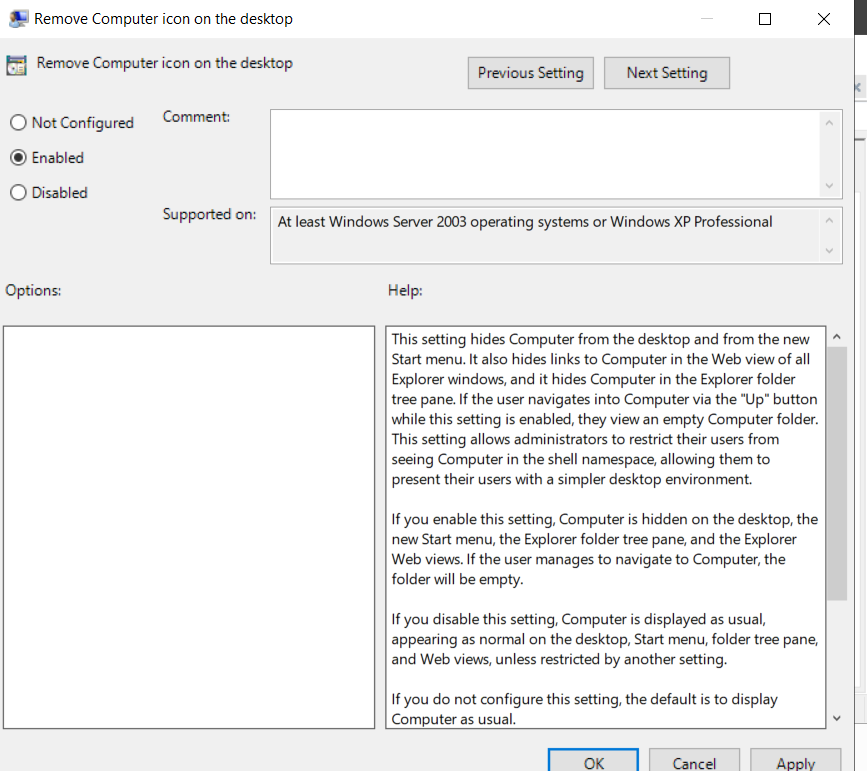 Remove Computer icon on the desktop
Remove Computer icon on the desktop
Previous Setting
Next Setting
Not Configured
Comment:
Enabled
Disabled
Supported on:
At least Windows Server 2003 operating systems or Windows XP Professional
Options:
Help:
This setting hides Computer from the desktop and from the new
Start menu. It also hides links to Computer in the Web view of all
Explorer windows, and it hides Computer in the Explorer folder
tree pane. If the user navigates into Computer via the "Up" button
while this setting is enabled, they view an empty Computer folder.
This setting allows administrators to restrict their users from
seeing Computer in the shell namespace, allowing them to
present their users with a simpler desktop environment.
If you enable this setting, Computer is hidden on the desktop, the
new Start menu, the Explorer folder tree pane, and the Explorer
Web views. If the user manages to navigate to Computer, the
folder will be empty.
If you disable this setting, Computer is displayed as usual,
appearing as normal on the desktop, Start menu, folder tree pane,
and Web views, unless restricted by another setting.
If you do not configure this setting, the default is to display
Computer as usual.
OK
Cancel
Apply